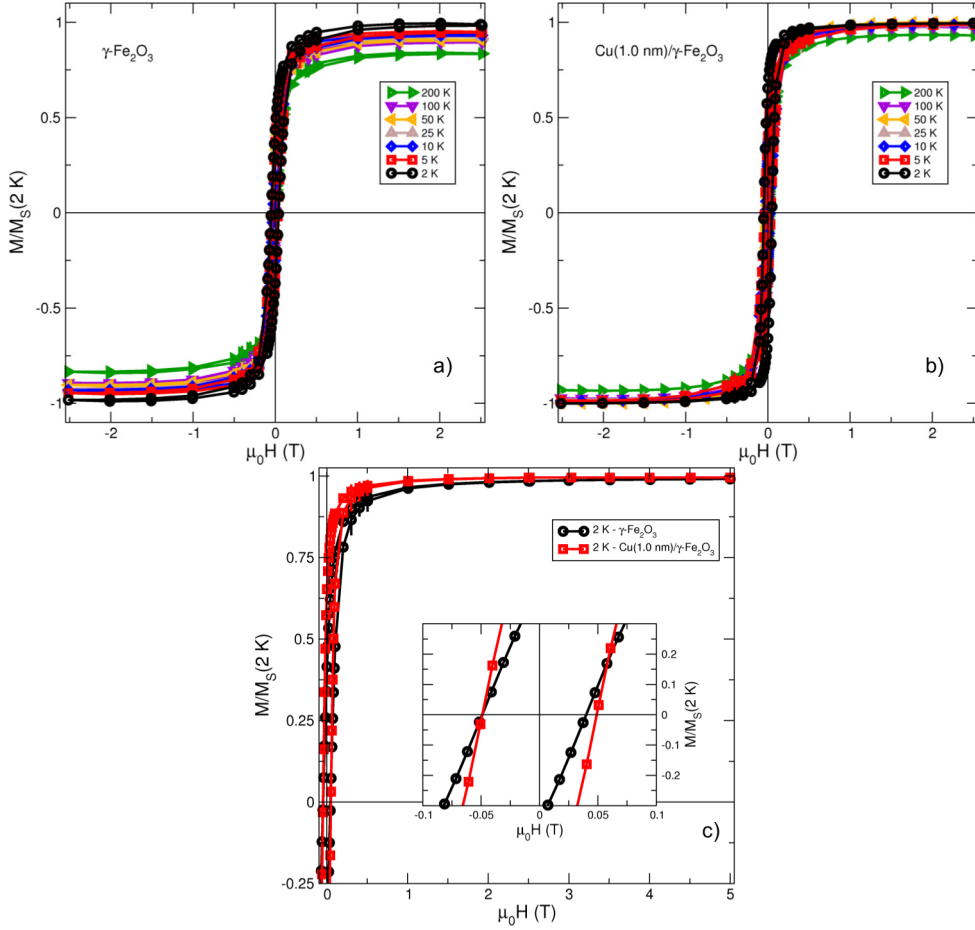 1
0.5
0
-0.5
-1
M/M_S(2 K)
γ-Fe₂O₃
200 K
100 K
50 K
25 K
10 K
5 K
2 K
a)
-2
-1
0
1
2
μ₀H (T)
1
0.5
0
-0.5
-1
M/M_S(2 K)
Cu(1.0 nm)/γ-Fe₂O₃
200 K
100 K
50 K
25 K
10 K
5 K
2 K
b)
-2
-1
0
1
2
μ₀H (T)
1
0.75
0.5
0.25
0
-0.25
M/M_S(2 K)
2 K - γ-Fe₂O₃
2 K - Cu(1.0 nm)/γ-Fe₂O₃
0.2
0.1
0
-0.1
-0.2
M/M_S(2 K)
-0.1
-0.05
0
0.05
0.1
μ₀H (T)
c)
0
1
2
3
4
5
μ₀H (T)